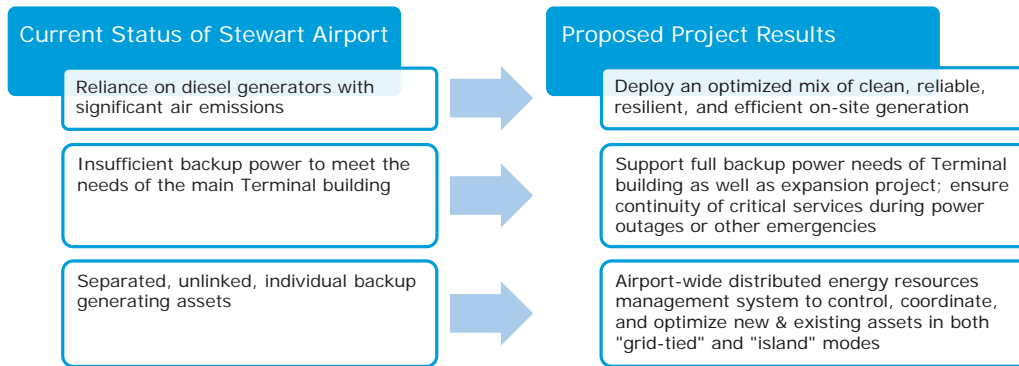 Current Status of Stewart Airport
Proposed Project Results
Reliance on diesel generators with
significant air emissions
Deploy an optimized mix of clean, reliable,
resilient, and efficient on-site generation
Insufficient backup power to meet the
needs of the main Terminal building
Support full backup power needs of Terminal
building as well as expansion project; ensure
continuity of critical services during power
outages or other emergencies
Separated, unlinked, individual backup
generating assets
Airport-wide distributed energy resources
management system to control, coordinate,
and optimize new & existing assets in both
"grid-tied" and "island" modes